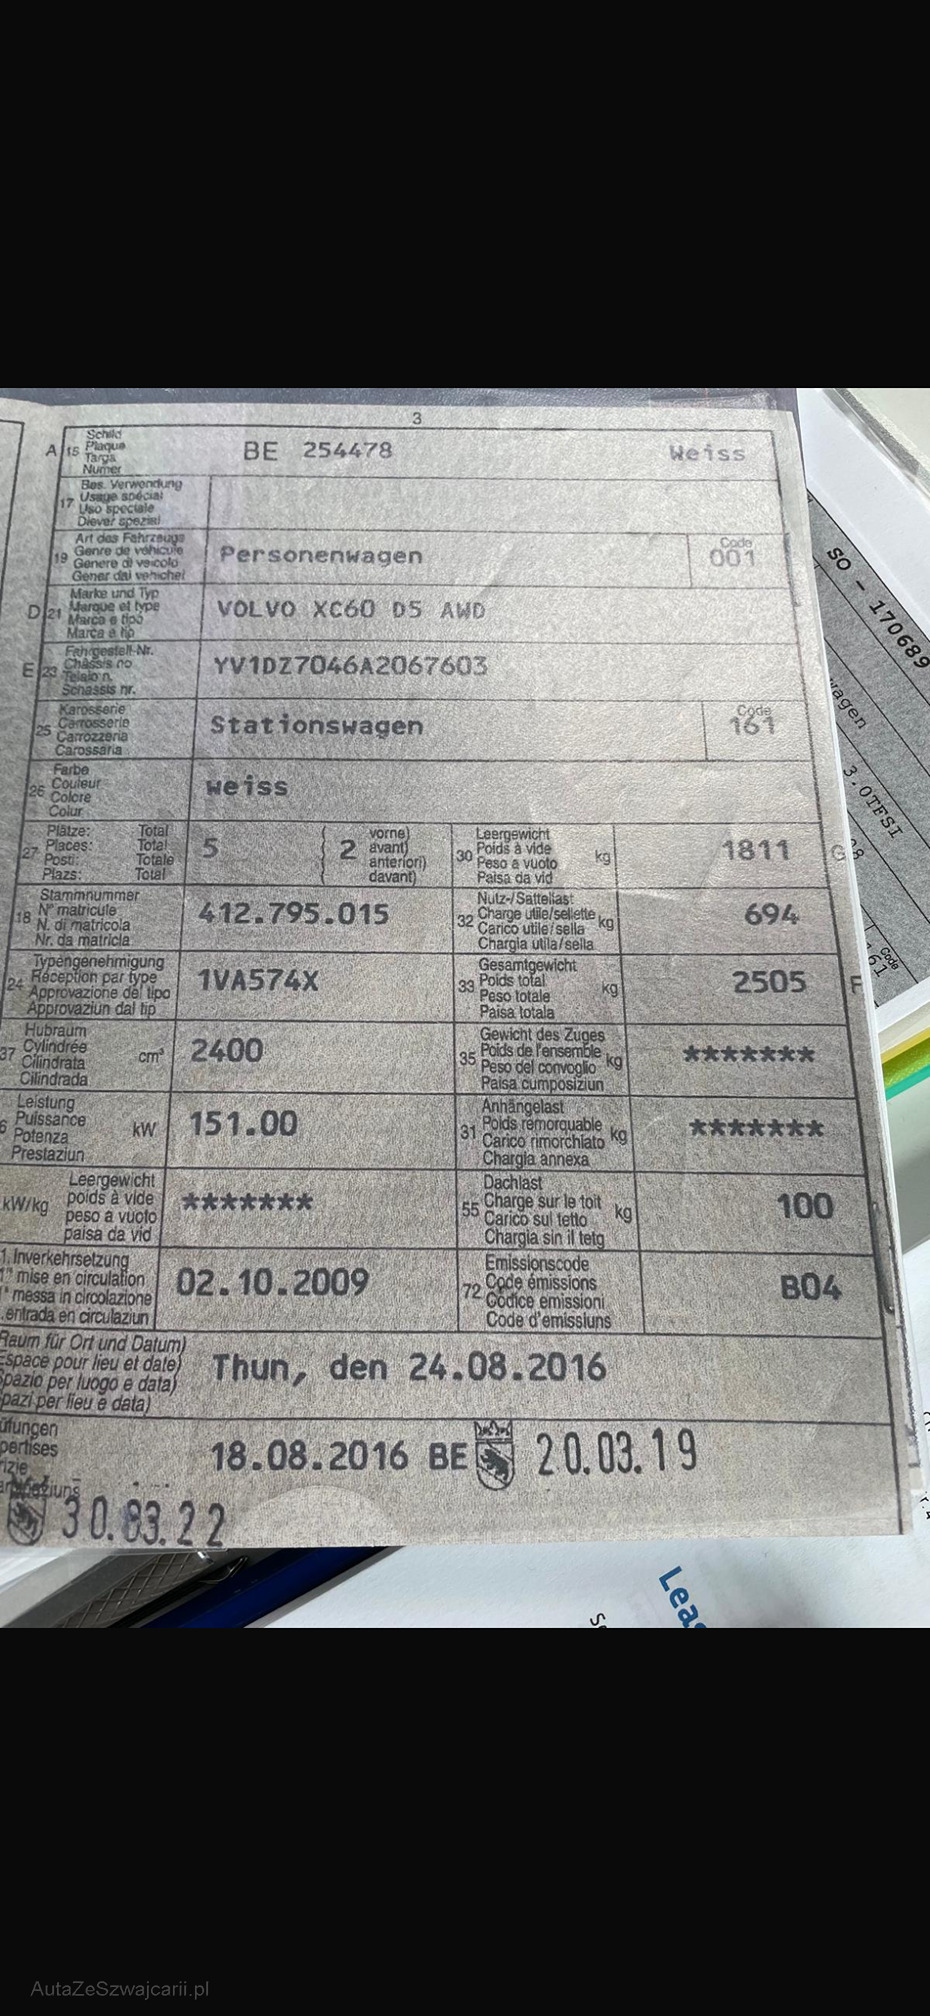 3
A 15 Schild
Plaque
Targa
Numer
BE 254478 Weiss
17 Bes. Verwendung
Usage spécial
Uso speciale
Diever spezial
19 Art des Fahrzeugs
Genre de véhicule
Genere di veicolo
Gener dal vehichel
Personenwagen
Code
001
D 21 Marke und Typ
Marque et type
Marca e tipo
Marca e tip
VOLVO XC60 D5 AWD
E 23 Fahrgestell-Nr.
Châssis no
Telaio n.
Schassis nr.
YV1DZ7046A2067603
25 Karosserie
Carrosserie
Carrozzeria
Carossaria
Stationswagen
Code
161
26 Farbe
Couleur
Colore
Colur
weiss
27 Plätze: Total
Places: Total
Posti: Totale
Plazs: Total
5
2
vorne)
avant)
anteriori)
davant)
30 Leergewicht
Poids à vide
Peso a vuoto
Paisa da vid
kg
1811 G
18 Stammnummer
N° matricule
N. di matricola
Nr. da matricla
412.795.015
32 Nutz-/Sattellast
Charge utile/sellette
Carico utile/sella
Chargia utila/sella
kg
694
24 Typengenehmigung
Réception par type
Approvazione del tipo
Approvaziun dal tip
1VA574X
33 Gesamtgewicht
Poids total
Peso totale
Paisa totala
kg
2505 F
37 Hubraum
Cylindrée
Cilindrata
Cilindrada
cm³
2400
35 Gewicht des Zuges
Poids de l'ensemble
Peso del convoglio
Paisa cumposiziun
kg
*******
6 Leistung
Puissance
Potenza
Prestaziun
kW
151.00
31 Anhängelast
Poids remorquable
Carico rimorchiato
Chargia annexa
kg
*******
kW/kg
Leergewicht
poids à vide
peso a vuoto
paisa da vid
*******
55 Dachlast
Charge sur le toit
Carico sul tetto
Chargia sin il tetg
kg
100
1. Inverkehrsetzung
mise en circulation
messa in circolazione
entrada en circulaziun
02.10.2009
72 Emissionscode
Code émissions
Codice emissioni
Code d'emissiuns
B04
Raum für Ort und Datum)
Espace pour lieu et date)
pazio per luogo e data)
pazi per lieu e data)
Thun, den 24.08.2016
üfungen
pertises
rizie
18.08.2016 BE 20.03.19
30.03.22
SO - 170689
wagen
3.0TFSI
Code
161
Leas
AutaZeSzwajcarii.pl